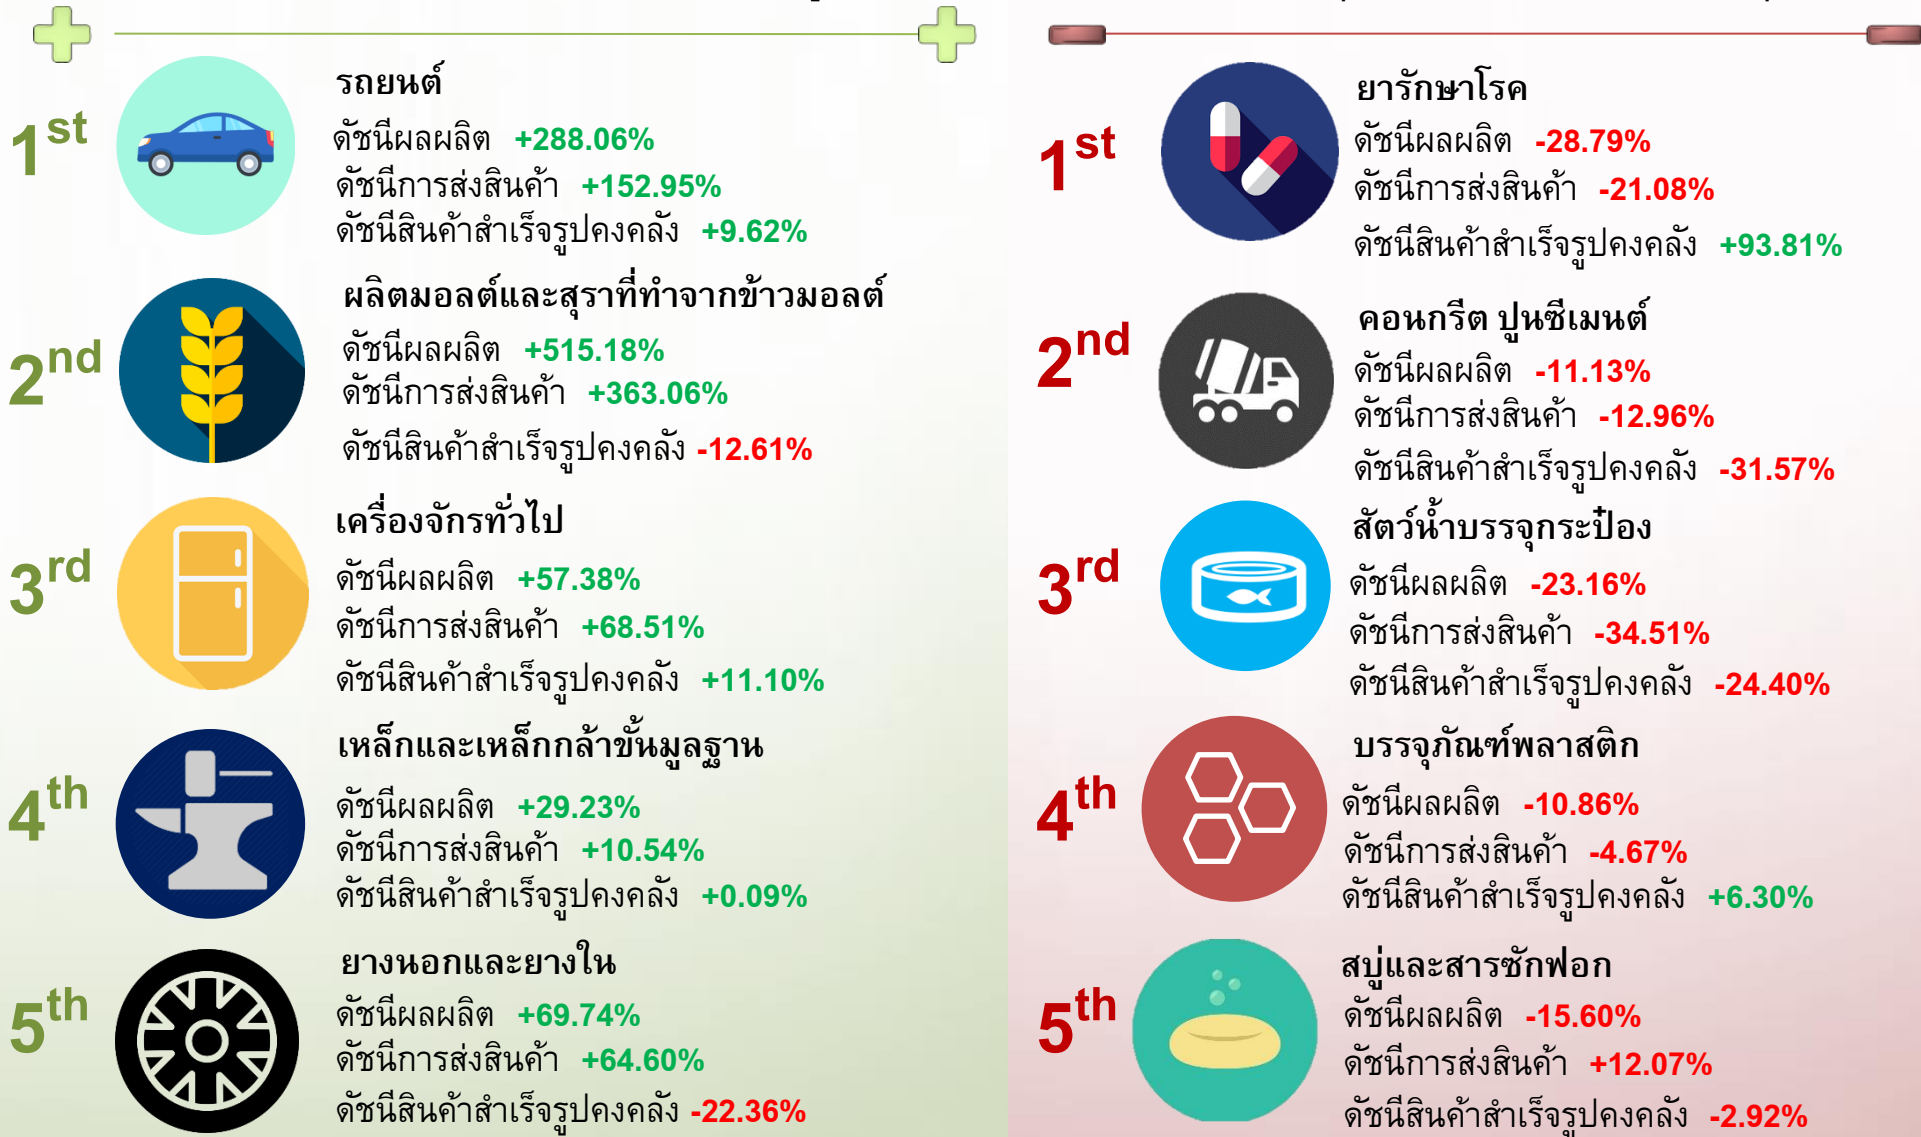 1st
รถยนต์
ดัชนีผลผลิต +288.06%
ดัชนีการส่งสินค้า +152.95%
ดัชนีสินค้าสำเร็จรูปคงคลัง +9.62%
2nd
ผลิตมอลต์และสุราที่ทำจากข้าวมอลต์
ดัชนีผลผลิต +515.18%
ดัชนีการส่งสินค้า +363.06%
ดัชนีสินค้าสำเร็จรูปคงคลัง -12.61%
3rd
เครื่องจักรทั่วไป
ดัชนีผลผลิต +57.38%
ดัชนีการส่งสินค้า +68.51%
ดัชนีสินค้าสำเร็จรูปคงคลัง +11.10%
4th
เหล็กและเหล็กกล้าขั้นมูลฐาน
ดัชนีผลผลิต +29.23%
ดัชนีการส่งสินค้า +10.54%
ดัชนีสินค้าสำเร็จรูปคงคลัง +0.09%
5th
ยางนอกและยางใน
ดัชนีผลผลิต +69.74%
ดัชนีการส่งสินค้า +64.60%
ดัชนีสินค้าสำเร็จรูปคงคลัง -22.36%
1st
ยารักษาโรค
ดัชนีผลผลิต -28.79%
ดัชนีการส่งสินค้า -21.08%
ดัชนีสินค้าสำเร็จรูปคงคลัง +93.81%
2nd
คอนกรีต ปูนซีเมนต์
ดัชนีผลผลิต -11.13%
ดัชนีการส่งสินค้า -12.96%
ดัชนีสินค้าสำเร็จรูปคงคลัง -31.57%
3rd
สัตว์น้ำบรรจุกระป๋อง
ดัชนีผลผลิต -23.16%
ดัชนีการส่งสินค้า -34.51%
ดัชนีสินค้าสำเร็จรูปคงคลัง -24.40%
4th
บรรจุภัณฑ์พลาสติก
ดัชนีผลผลิต -10.86%
ดัชนีการส่งสินค้า -4.67%
ดัชนีสินค้าสำเร็จรูปคงคลัง +6.30%
5th
สบู่และสารซักฟอก
ดัชนีผลผลิต -15.60%
ดัชนีการส่งสินค้า +12.07%
ดัชนีสินค้าสำเร็จรูปคงคลัง -2.92%